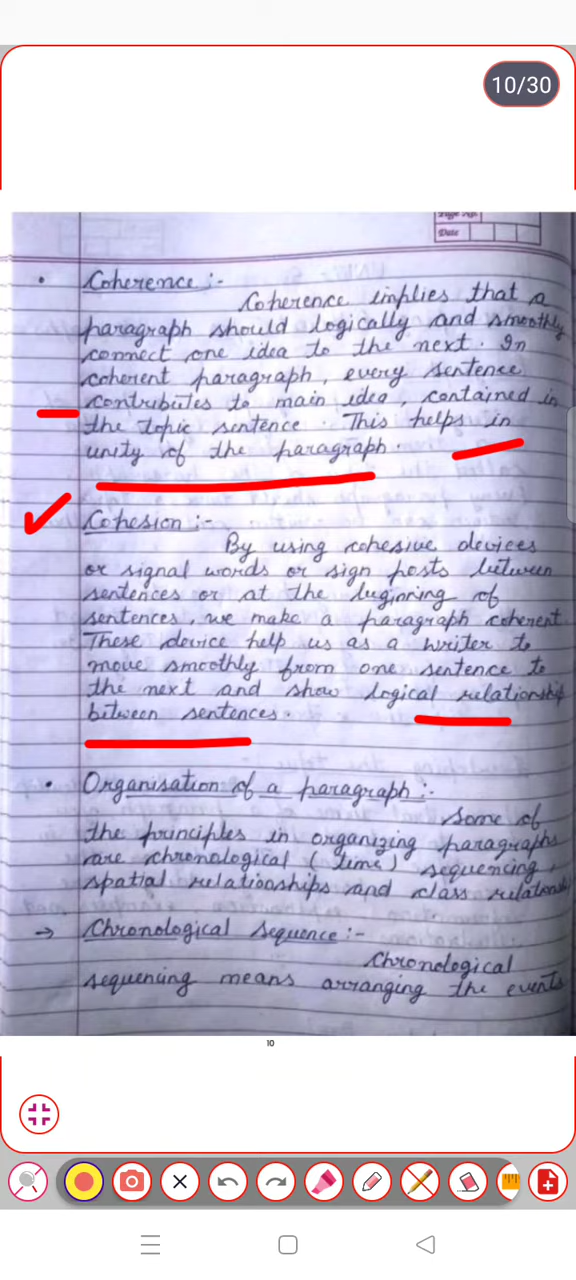 10/30
Page No.
Date
• Coherence :-
Coherence implies that a
paragraph should logically and smoothly
connect one idea to the next. In
coherent paragraph, every sentence
contributes to main idea, contained in
the topic sentence. This helps in
unity of the paragraph.
Cohesion :-
By using cohesive devices
or signal words or sign posts between
sentences or at the beginning of
sentences, we make a paragraph coherent
These device help us as a writer to
move smoothly from one sentence to
the next and show logical relationship
between sentences.
• Organisation of a paragraph :-
Some of
the principles in organizing paragraphs
are chronological (time) sequencing,
spatial relationships and class relationsh
→ Chronological Sequence :-
Chronological
sequencing means arranging the events
10